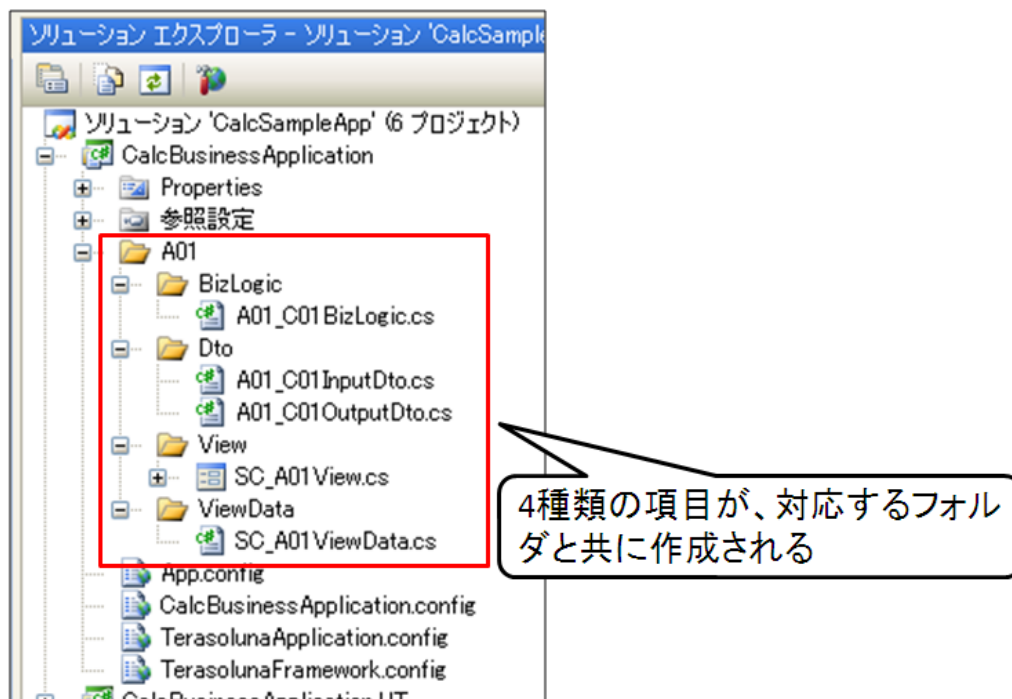 ソリューション エクスプローラ - ソリューション 'CalcSample
ソリューション 'CalcSampleApp' (6 プロジェクト)
CalcBusinessApplication
Properties
参照設定
A01
BizLogic
A01_C01BizLogic.cs
Dto
A01_C01InputDto.cs
A01_C01OutputDto.cs
View
SC_A01View.cs
ViewData
SC_A01ViewData.cs
4種類の項目が、対応するフォル
ダと共に作成される
App.config
CalcBusinessApplication.config
TerasolunaApplication.config
TerasolunaFramework.config
CalcBusinessApplication.UT